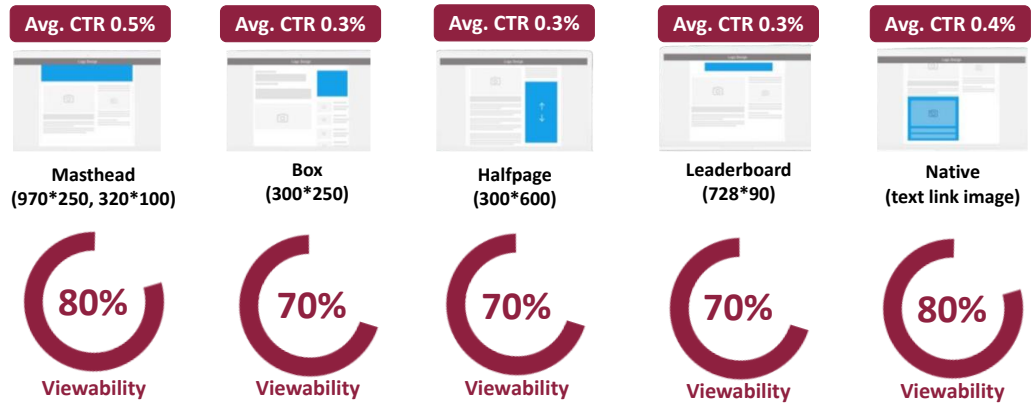 Avg. CTR 0.5%
Avg. CTR 0.3%
Avg. CTR 0.3%
Avg. CTR 0.3%
Avg. CTR 0.4%
Masthead
(970*250, 320*100)
Box
(300*250)
Halfpage
(300*600)
Leaderboard
(728*90)
Native
(text link image)
80%
70%
70%
70%
80%
Viewability
Viewability
Viewability
Viewability
Viewability